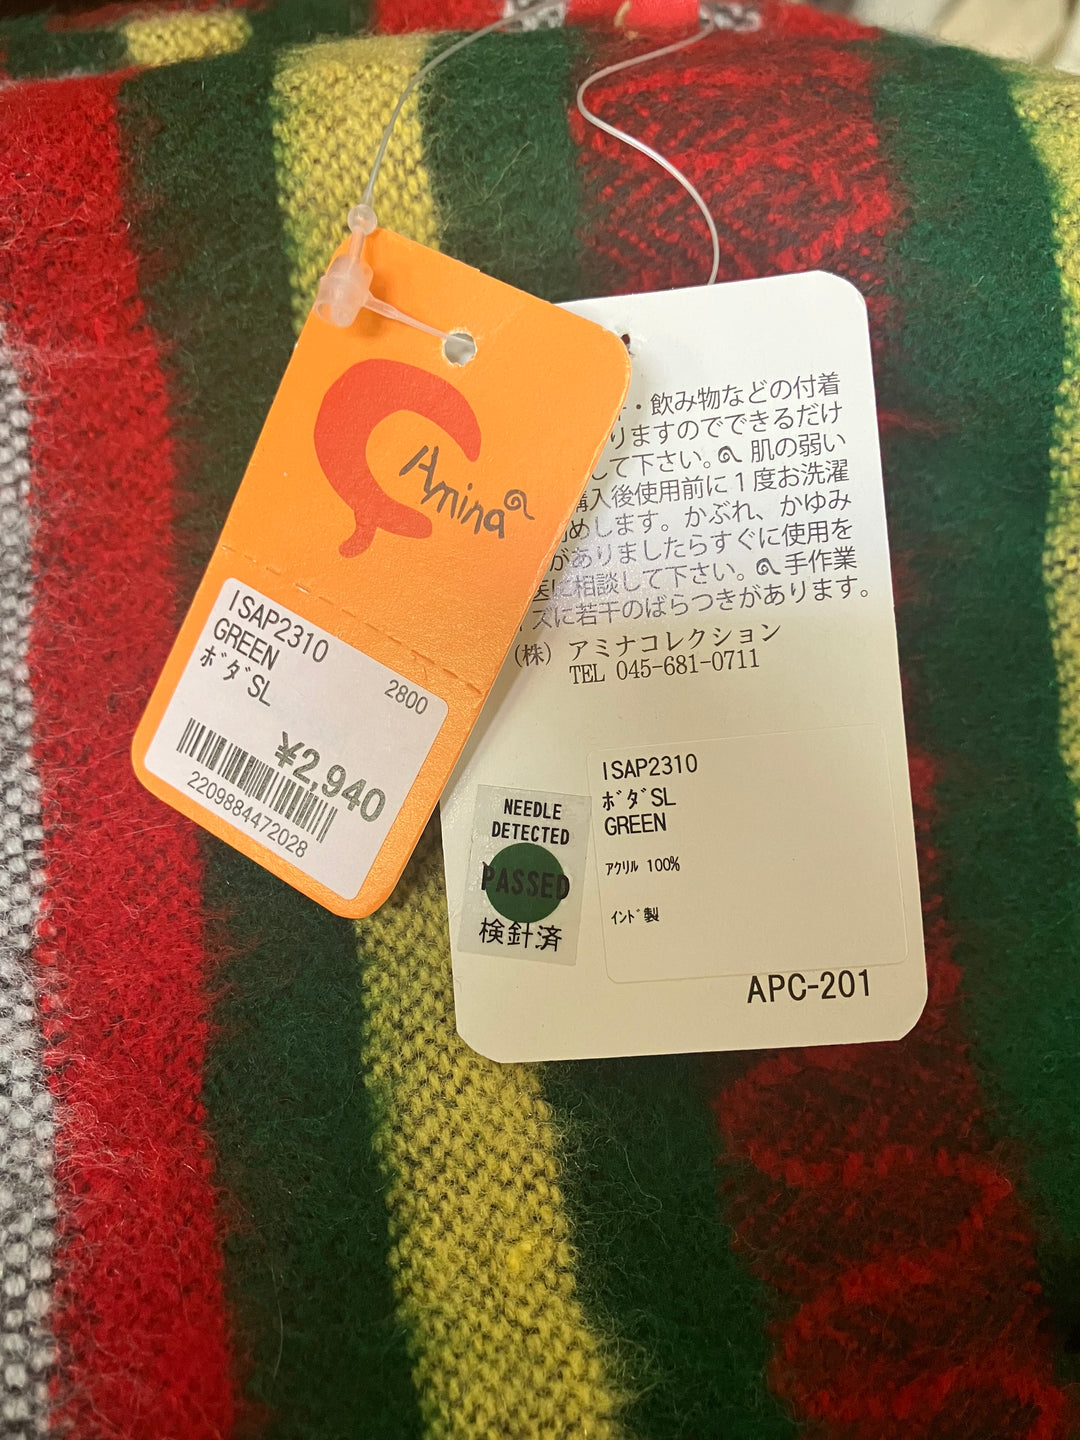 Amina
ISAP2310
GREEN
ﾎﾞﾀﾞSL
2800
¥2,940
2209884472028
・飲み物などの付着
りますのでできるだけ
して下さい。 肌の弱い
購入後使用前に1度お洗濯
めします。かぶれ、かゆみ
がありましたらすぐに使用を
医に相談して下さい。 手作業
ズに若干のばらつきがあります。
(株) アミナコレクション
TEL 045-681-0711
NEEDLE
DETECTED
PASSED
検針済
ISAP2310
ﾎﾞﾀﾞSL
GREEN
ｱｸﾘﾙ 100%
ｲﾝﾄﾞ製
APC-201